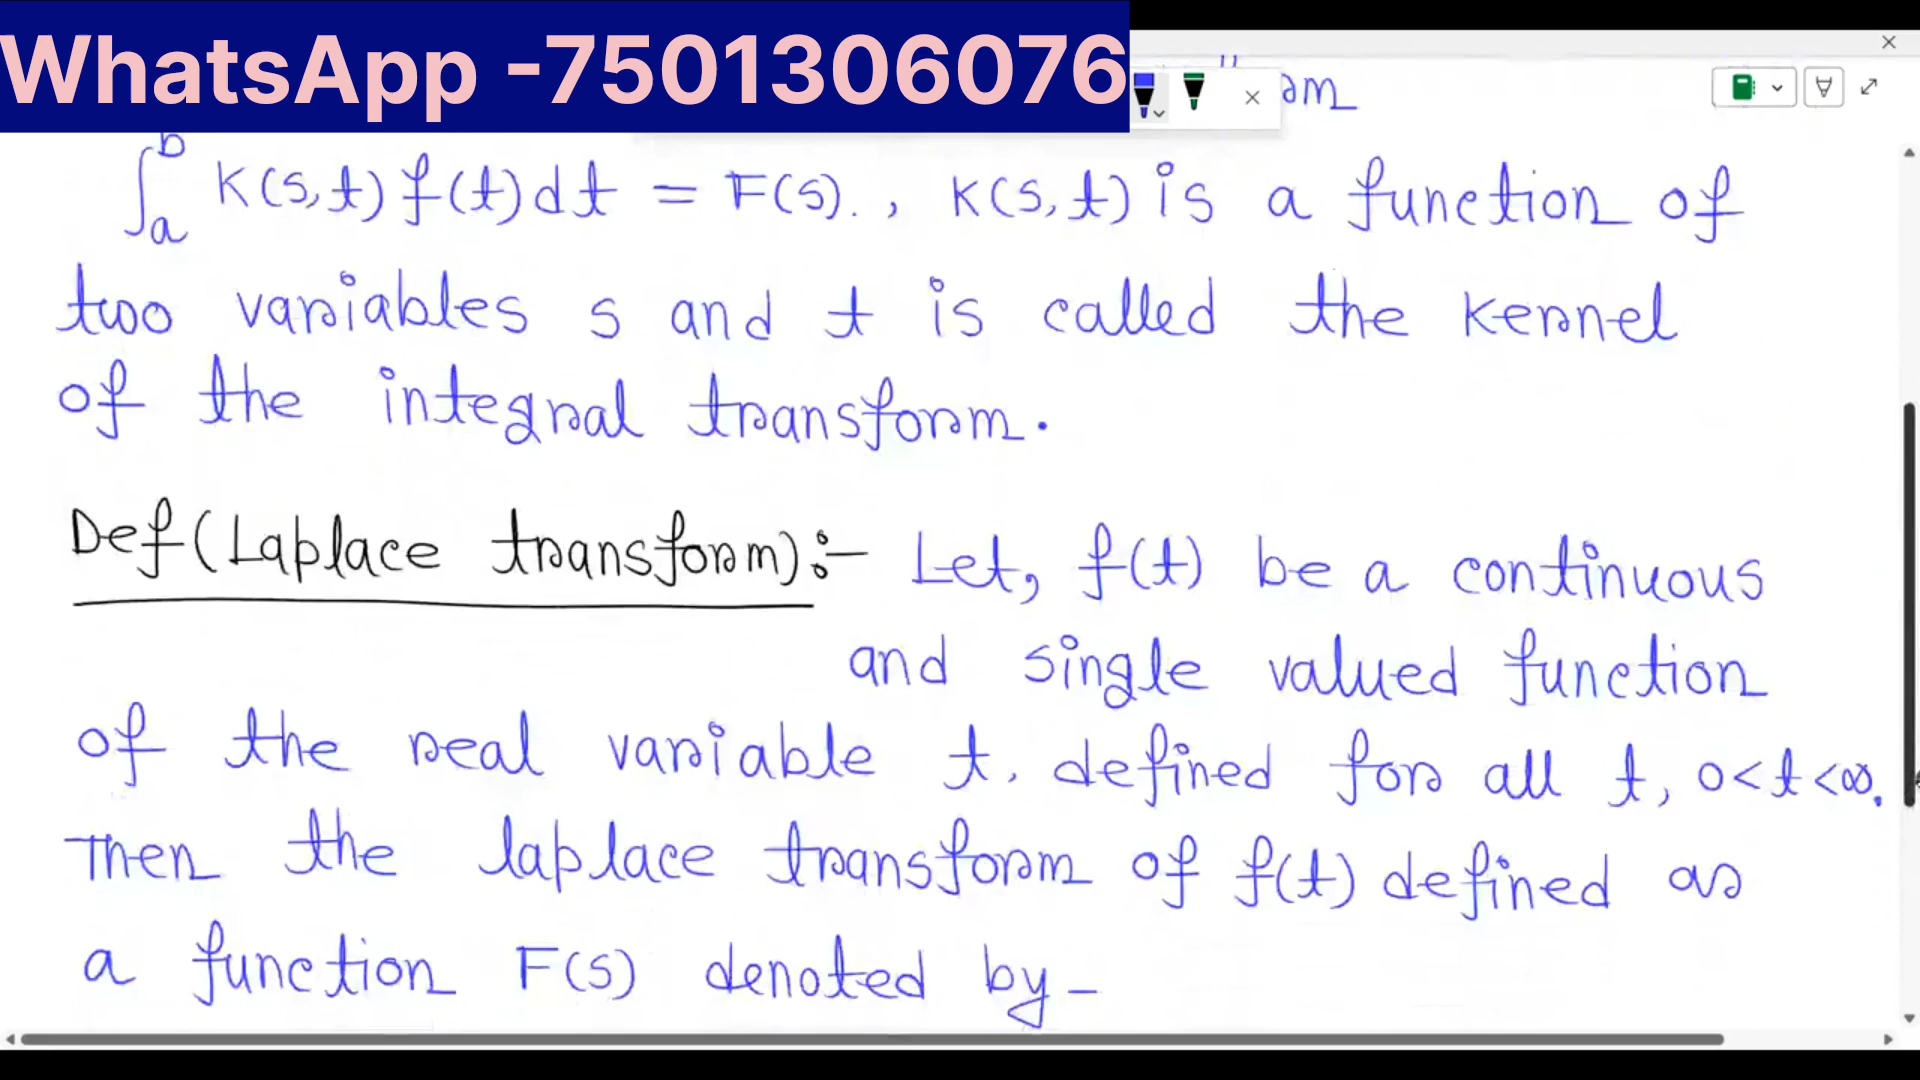 WhatsApp -7501306076
∫_a^b K(s,t) f(t) dt = F(s)., K(s,t) is a function of
two variables s and t is called the kernel
of the integral transform.
Def (Laplace transform):- Let, f(t) be a continuous
and single valued function
of the real variable t. defined for all t, 0<t<∞.
Then the laplace transform of f(t) defined as
a function F(s) denoted by-